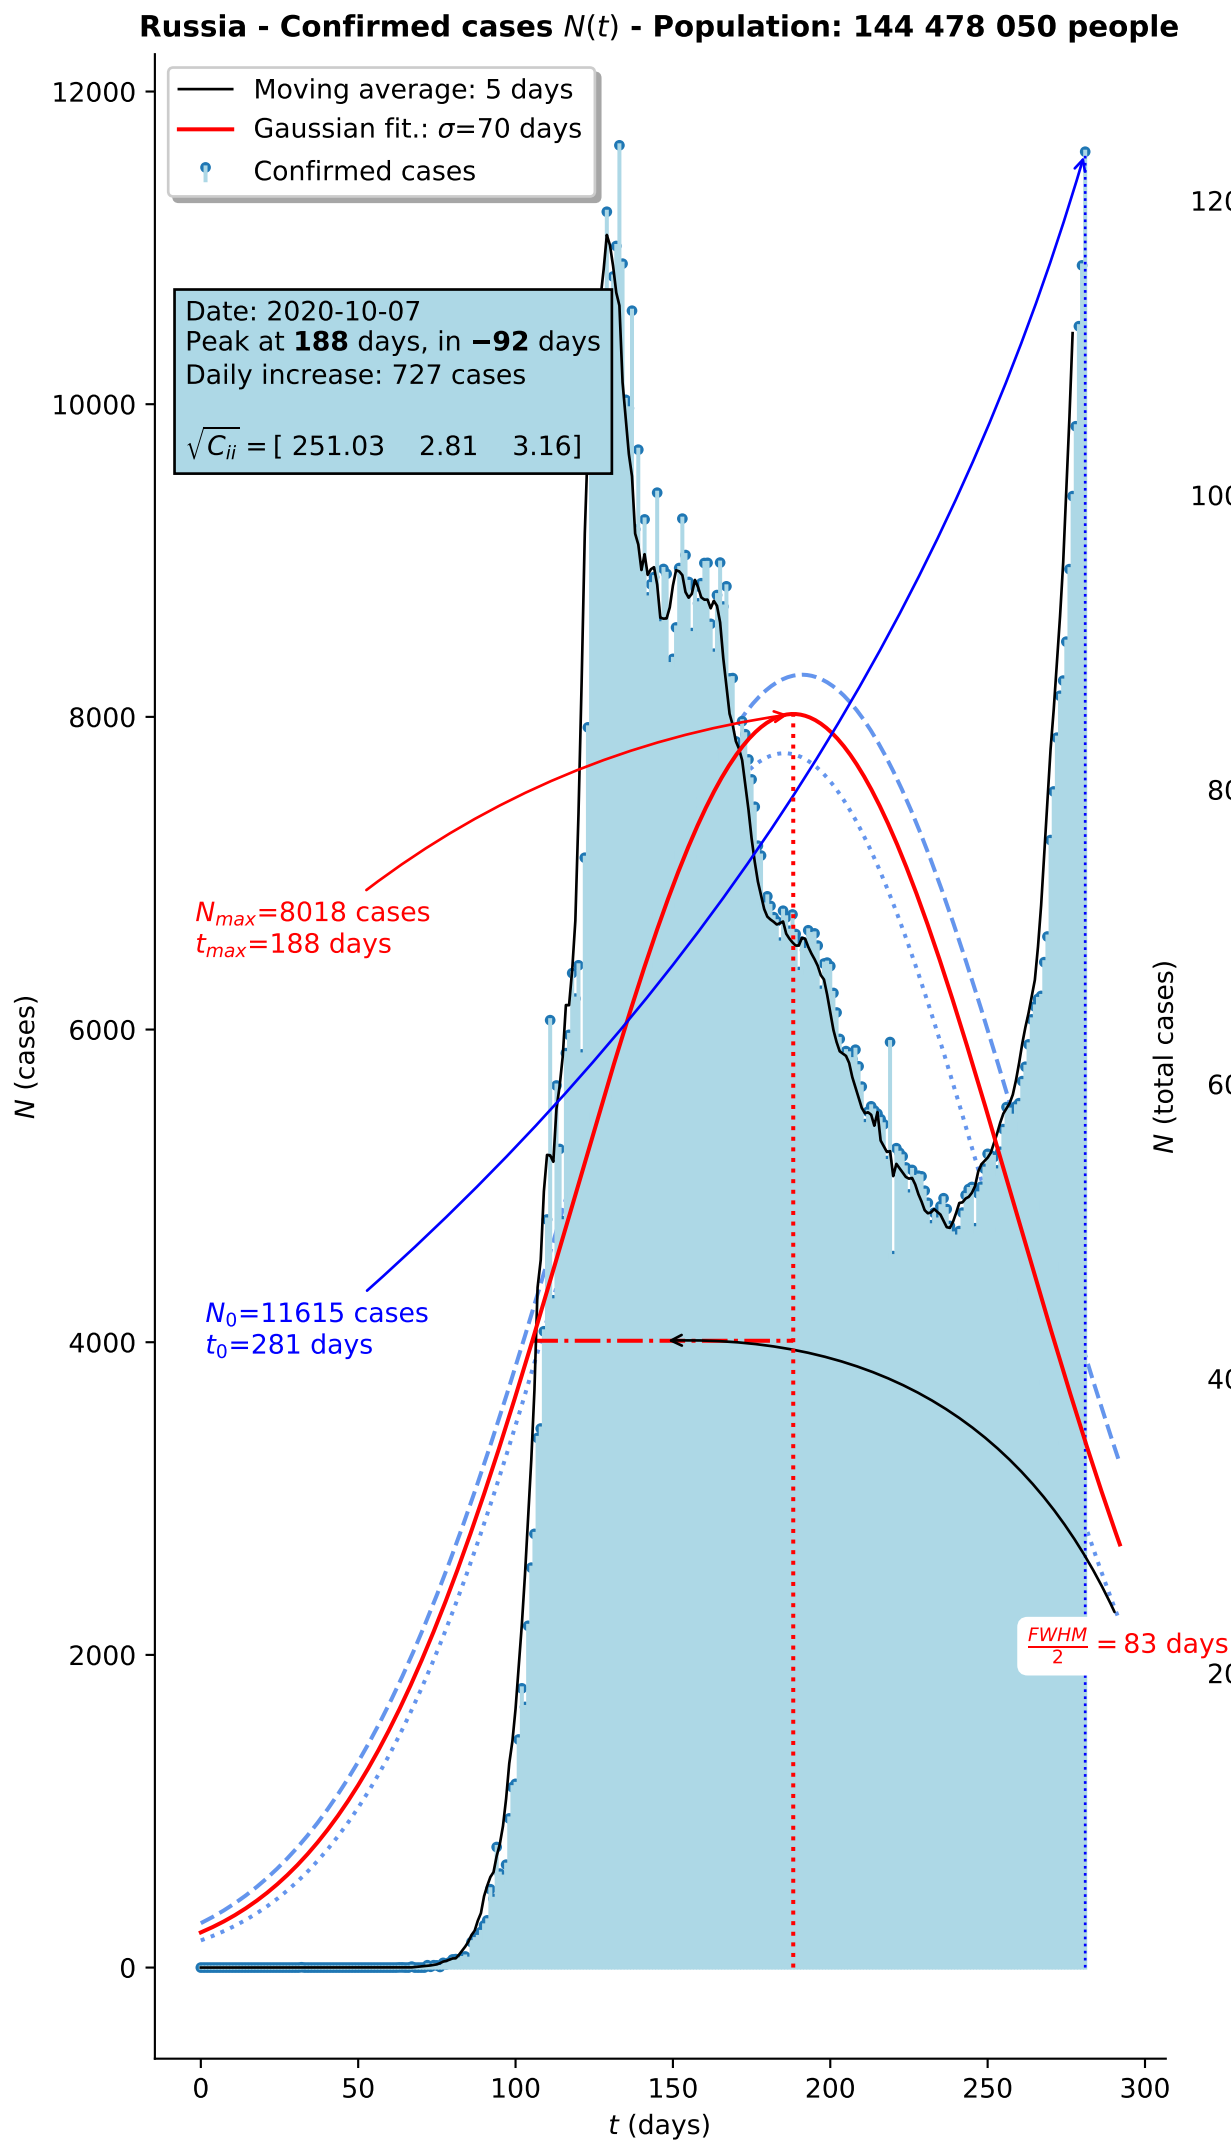 Russia - Confirmed cases N(t) - Population: 144 478 050 people
Moving average: 5 days
Gaussian fit.: σ=70 days
Confirmed cases
Date: 2020-10-07
Peak at 188 days, in −92 days
Daily increase: 727 cases
√C_ii = [ 251.03 2.81 3.16]
N_max=8018 cases
t_max=188 days
N_0=11615 cases
t_0=281 days
FWHM/2 = 83 days
N (cases)
12000
10000
8000
6000
4000
2000
0
0 50 100 150 200 250 300
t (days)
N (total cases)